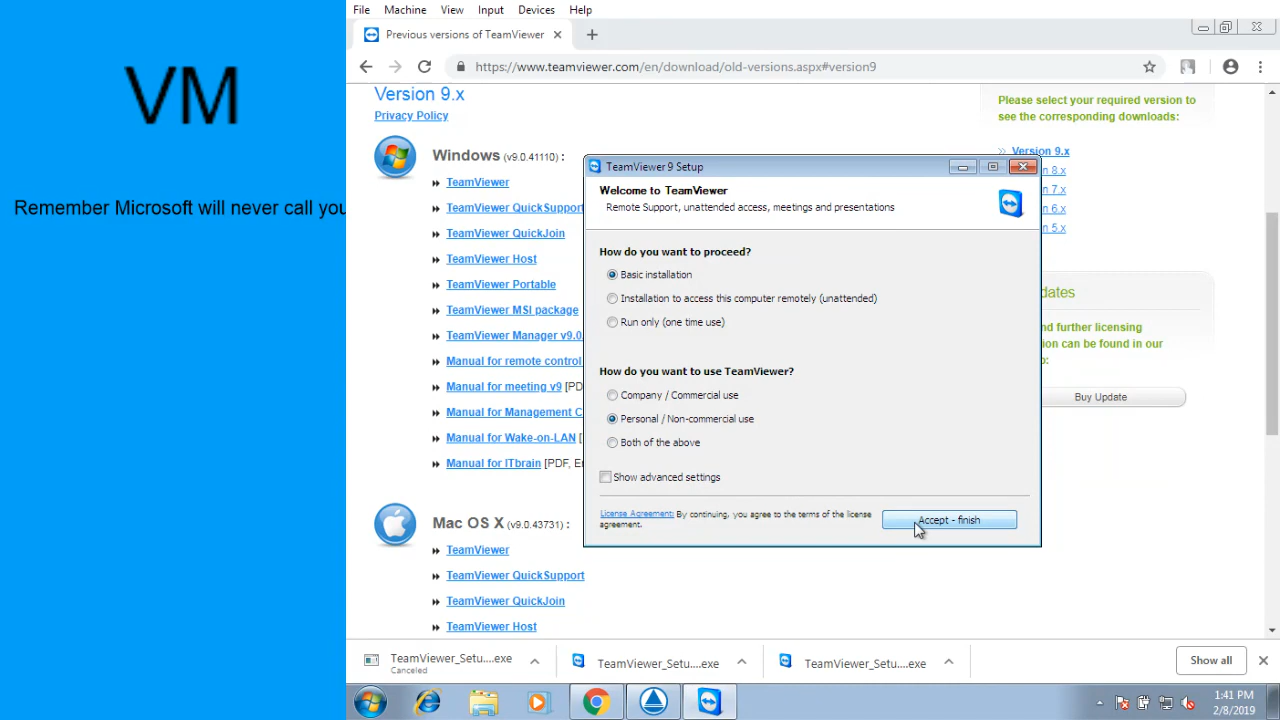 File Machine View Input Devices Help
Previous versions of TeamViewer
https://www.teamviewer.com/en/download/old-versions.aspx#version9
VM
Remember Microsoft will never call you
Version 9.x
Privacy Policy
Windows (v9.0.41110) :
TeamViewer
TeamViewer QuickSupport
TeamViewer QuickJoin
TeamViewer Host
TeamViewer Portable
TeamViewer MSI package
TeamViewer Manager v9.0.
Manual for remote control
Manual for meeting v9 [PD
Manual for Management C
Manual for Wake-on-LAN [
Manual for ITbrain [PDF, En
Mac OS X (v9.0.43731) :
TeamViewer
TeamViewer QuickSupport
TeamViewer QuickJoin
TeamViewer Host
Please select your required version to
see the corresponding downloads:
Version 9.x
n 8.x
n 7.x
n 6.x
n 5.x
dates
nd further licensing
ion can be found in our
p:
Buy Update
TeamViewer 9 Setup
Welcome to TeamViewer
Remote Support, unattended access, meetings and presentations
How do you want to proceed?
Basic installation
Installation to access this computer remotely (unattended)
Run only (one time use)
How do you want to use TeamViewer?
Company / Commercial use
Personal / Non-commercial use
Both of the above
Show advanced settings
License Agreement: By continuing, you agree to the terms of the license
agreement.
Accept - finish
TeamViewer_Setu....exe
Canceled
TeamViewer_Setu....exe
TeamViewer_Setu....exe
Show all
1:41 PM
2/8/2019